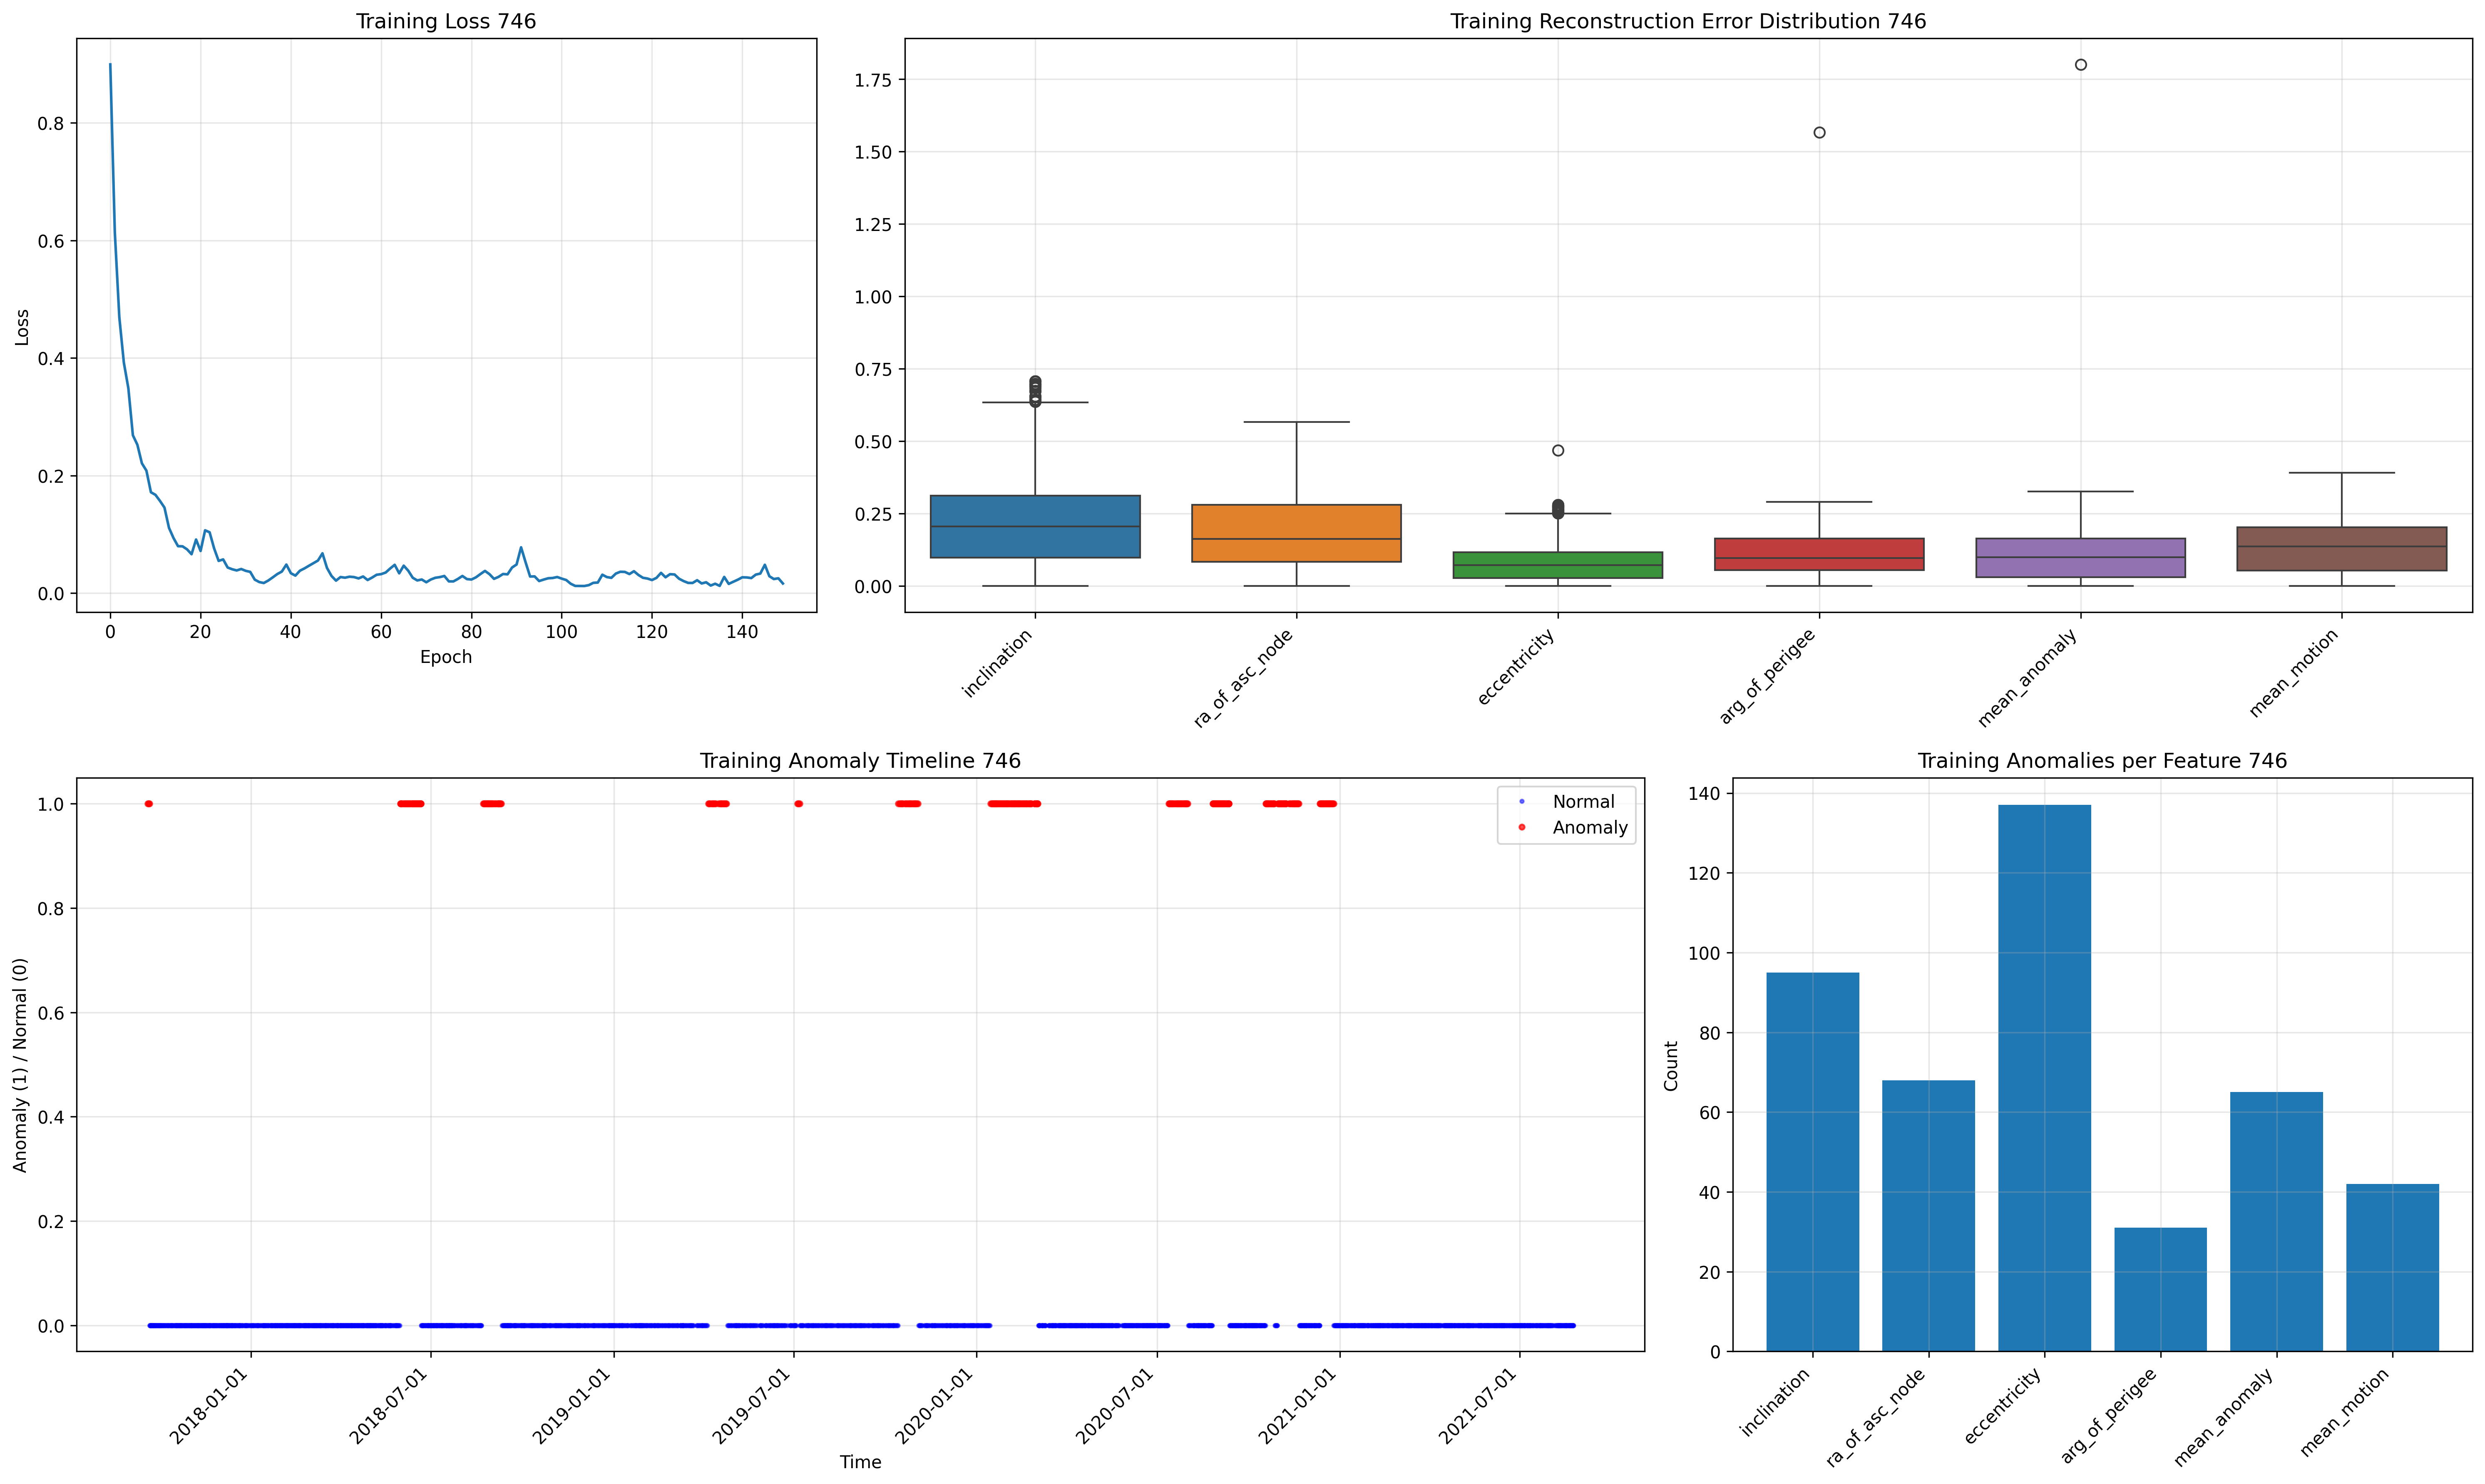 Training Loss 746
Loss
0.8
0.6
0.4
0.2
0.0
0 20 40 60 80 100 120 140
Epoch
Training Reconstruction Error Distribution 746
1.75
1.50
1.25
1.00
0.75
0.50
0.25
0.00
inclination
ra_of_asc_node
eccentricity
arg_of_perigee
mean_anomaly
mean_motion
Training Anomaly Timeline 746
Anomaly (1) / Normal (0)
1.0
0.8
0.6
0.4
0.2
0.0
Normal
Anomaly
2018-01-01
2018-07-01
2019-01-01
2019-07-01
2020-01-01
2020-07-01
2021-01-01
2021-07-01
Time
Training Anomalies per Feature 746
Count
140
120
100
80
60
40
20
0
inclination
ra_of_asc_node
eccentricity
arg_of_perigee
mean_anomaly
mean_motion